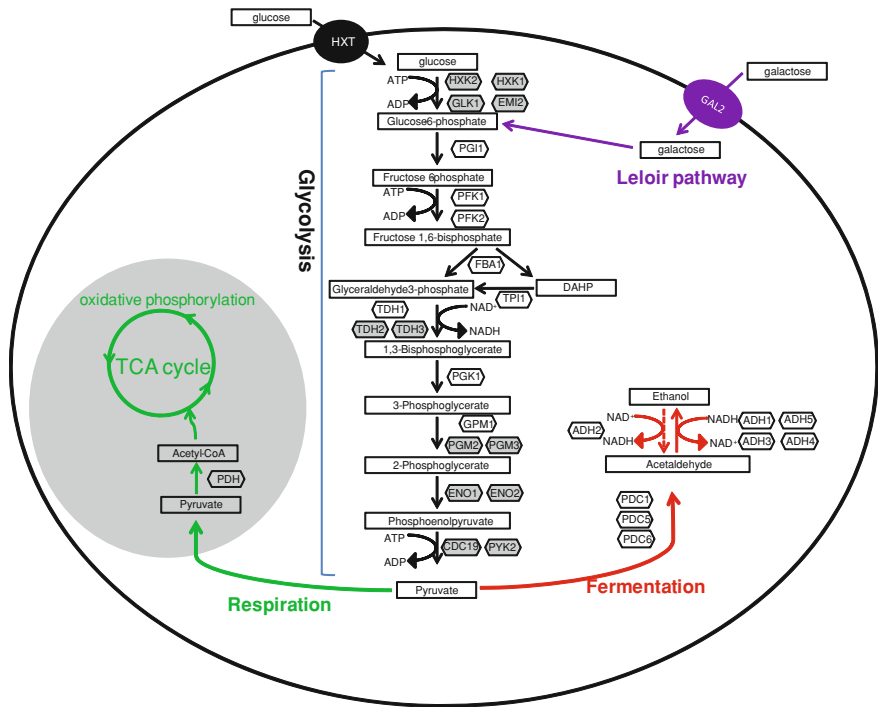 glucose
HXT
glucose
galactose
GAL2
galactose
Leloir pathway
ATP
ADP
HXK2
HXK1
GLK1
EMI2
Glucose6-phosphate
PGI1
Fructose 6phosphate
ATP
ADP
PFK1
PFK2
Fructose 1,6-bisphosphate
Glycolysis
FBA1
Glyceraldehyde3-phosphate
DAHP
TPI1
TDH1
TDH2
TDH3
NAD+
NADH
1,3-Bisphosphoglycerate
PGK1
3-Phosphoglycerate
GPM1
PGM2
PGM3
2-Phosphoglycerate
ENO1
ENO2
Phosphoenolpyruvate
ATP
ADP
CDC19
PYK2
Pyruvate
oxidative phosphorylation
TCA cycle
Acetyl-CoA
PDH
Pyruvate
Respiration
Ethanol
ADH2
NAD+
NADH
NADH
NAD+
ADH1
ADH5
ADH3
ADH4
Acetaldehyde
PDC1
PDC5
PDC6
Fermentation